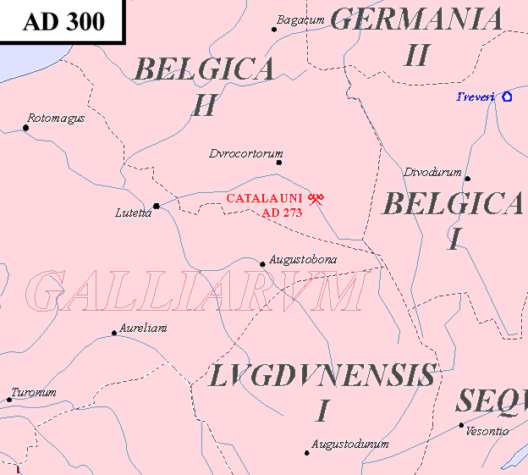 AD 300
Bagacum
GERMANIA
II
BELGICA
II
Treveri
Rotomagus
Dvrocortorum
Divodurum
CATALAUNI
AD 273
BELGICA
I
Lutetia
Augustobona
GALLIARVM
Aureliani
LVGDVNENSIS
I
Turonum
SEQV
Vesontio
Augustodunum